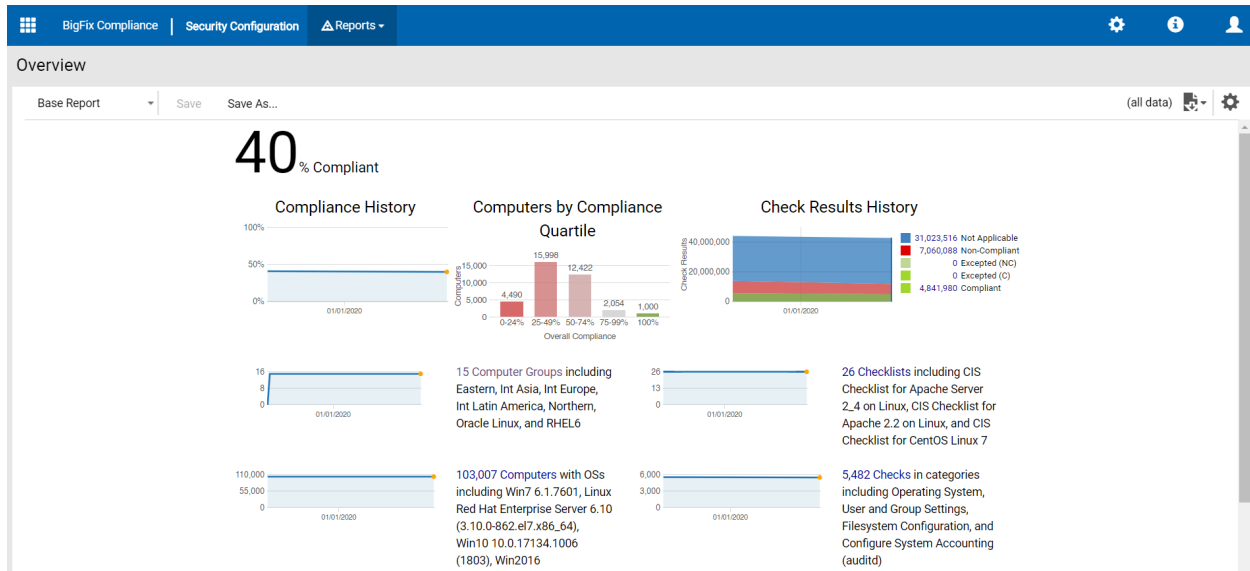 BigFix Compliance | Security Configuration Reports
Overview
Base Report Save Save As... (all data)
40% Compliant
Compliance History
100%
50%
0%
01/01/2020
Computers by Compliance
Quartile
Computers
15,000
10,000
5,000
0
4,490
15,998
12,422
2,054
1,000
0-24% 25-49% 50-74% 75-99% 100%
Overall Compliance
Check Results History
Check Results
40,000,000
20,000,000
0
01/01/2020
31,023,516 Not Applicable
7,060,088 Non-Compliant
0 Excepted (NC)
0 Excepted (C)
4,841,980 Compliant
16
8
0
01/01/2020
15 Computer Groups including
Eastern, Int Asia, Int Europe,
Int Latin America, Northern,
Oracle Linux, and RHEL6
26
13
0
01/01/2020
26 Checklists including CIS
Checklist for Apache Server
2_4 on Linux, CIS Checklist for
Apache 2.2 on Linux, and CIS
Checklist for CentOS Linux 7
110,000
55,000
0
01/01/2020
103,007 Computers with OSs
including Win7 6.1.7601, Linux
Red Hat Enterprise Server 6.10
(3.10.0-862.el7.x86_64),
Win10 10.0.17134.1006
(1803), Win2016
6,000
3,000
0
01/01/2020
5,482 Checks in categories
including Operating System,
User and Group Settings,
Filesystem Configuration, and
Configure System Accounting
(auditd)